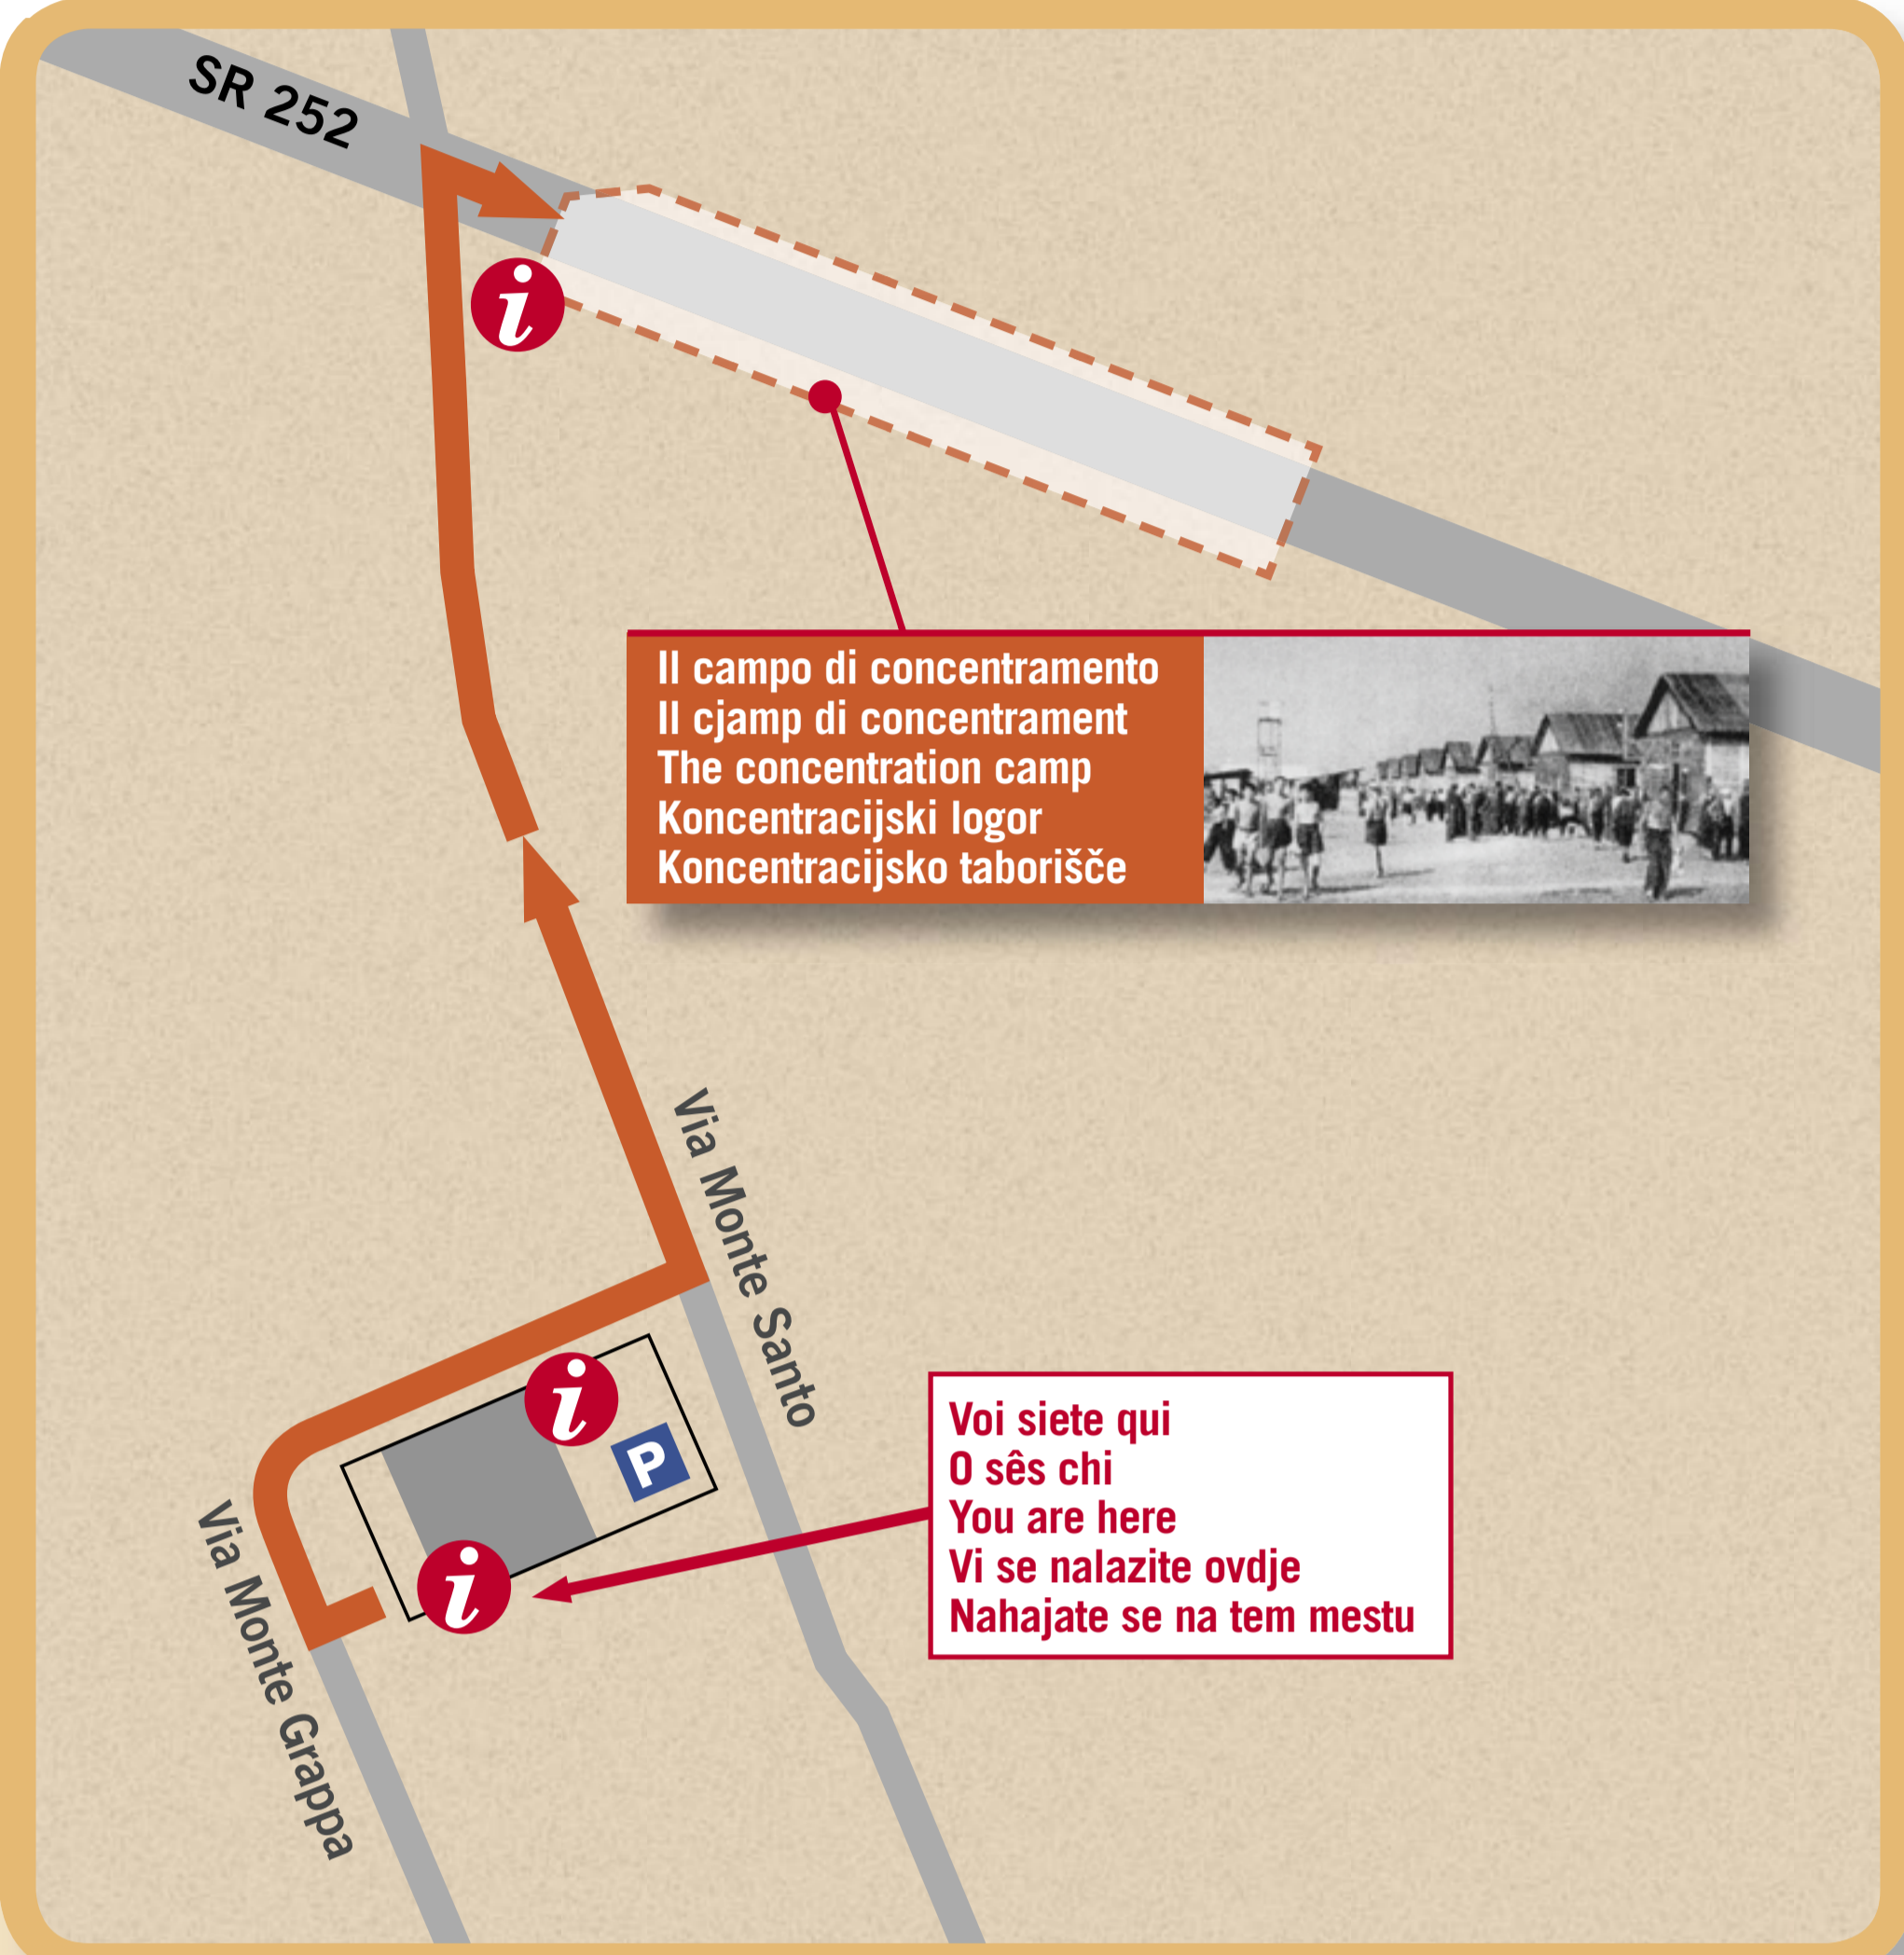 SR 252
i
Il campo di concentramento
Il cjamp di concentrament
The concentration camp
Koncentracijski logor
Koncentracijsko taborišče
Via Monte Santo
i
P
Voi siete qui
O sês chi
You are here
Vi se nalazite ovdje
Nahajate se na tem mestu
i
Via Monte Grappa